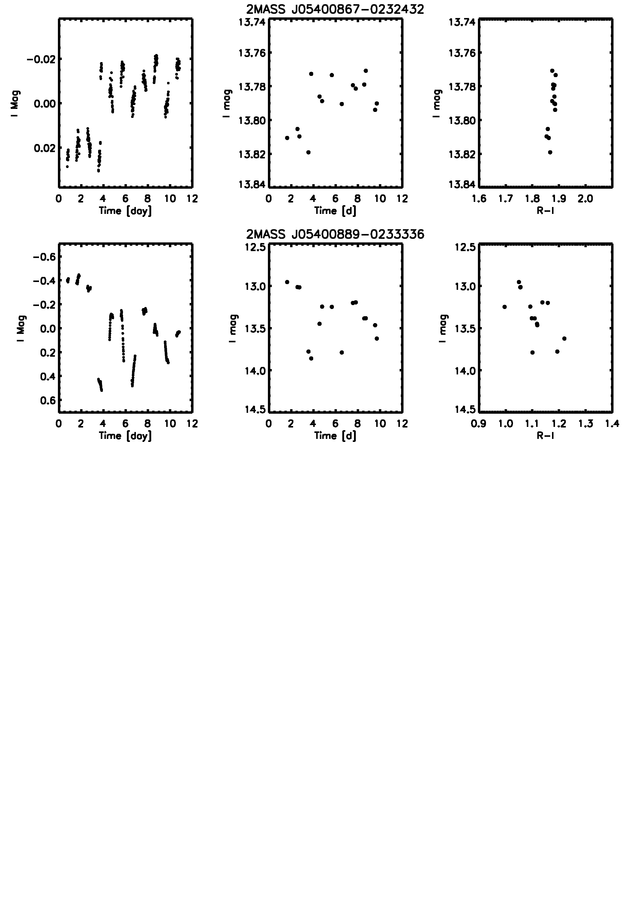 2MASS J05400867-0232432
-0.02
0.00
0.02
I Mag
0 2 4 6 8 10 12
Time [day]
13.74
13.76
13.78
13.80
13.82
13.84
I mag
0 2 4 6 8 10 12
Time [d]
13.74
13.76
13.78
13.80
13.82
13.84
I mag
1.6 1.7 1.8 1.9 2.0
R-I
2MASS J05400889-0233336
-0.6
-0.4
-0.2
0.0
0.2
0.4
0.6
I Mag
0 2 4 6 8 10 12
Time [day]
12.5
13.0
13.5
14.0
14.5
I mag
0 2 4 6 8 10 12
Time [d]
12.5
13.0
13.5
14.0
14.5
I mag
0.9 1.0 1.1 1.2 1.3 1.4
R-I